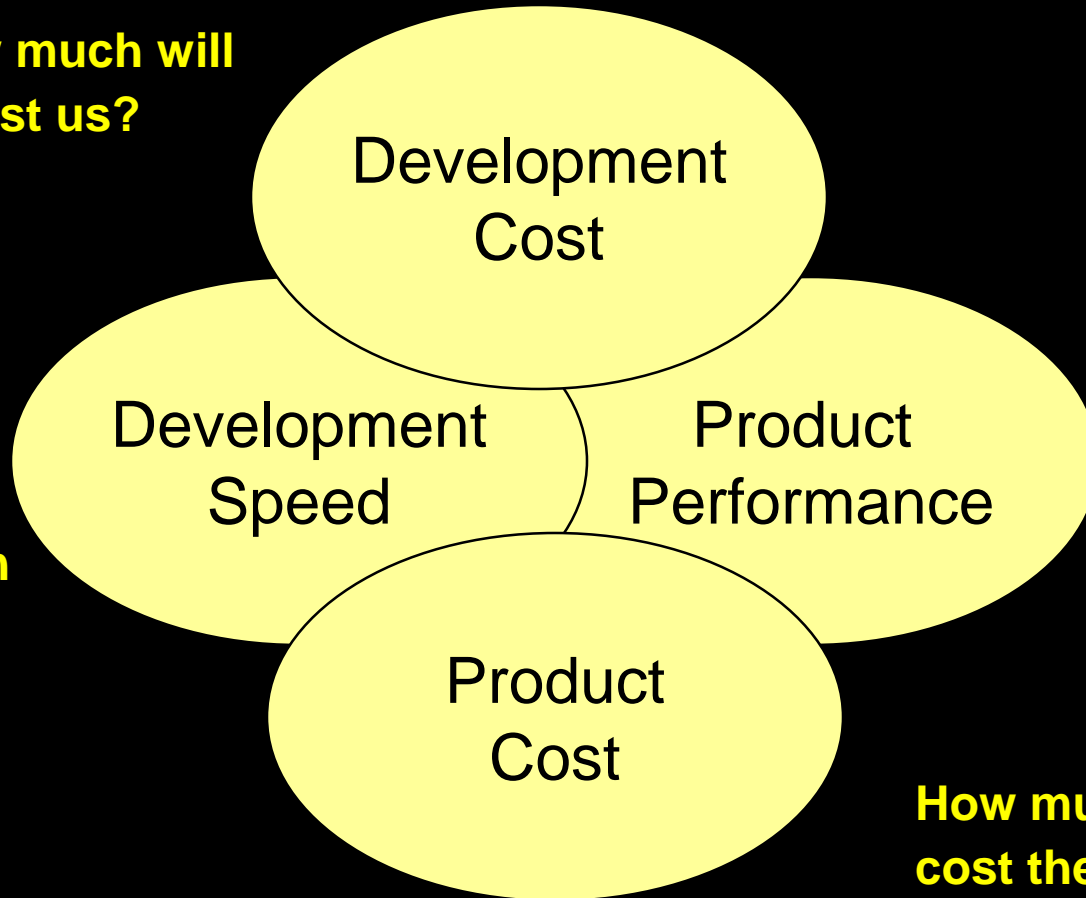 much will
st us?
Development
Cost
Development
Speed
Product
Performance
n
Product
Cost
How mu
cost the